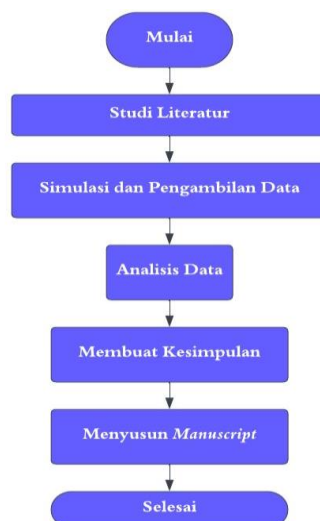 Mulai
Studi Literatur
Simulasi dan Pengambilan Data
Analisis Data
Membuat Kesimpulan
Menyusun Manuscript
Selesai